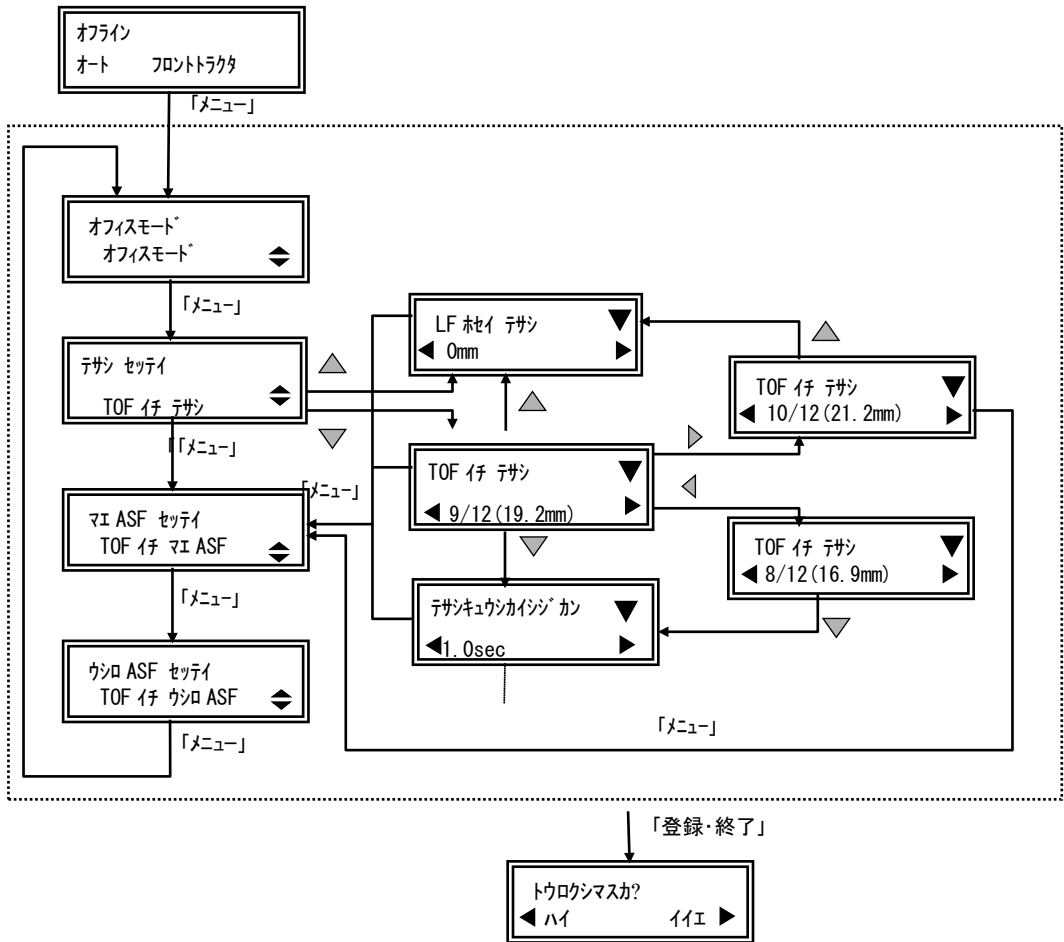 ｵﾌﾗｲﾝ
ｵｰﾄ ﾌﾛﾝﾄﾄﾗｸﾀ
「ﾒﾆｭｰ」
ｵﾌｨｽﾓｰﾄﾞ
ｵﾌｨｽﾓｰﾄﾞ
「ﾒﾆｭｰ」
ﾃｻｼ ｾｯﾃｲ
TOF ｲﾁ ﾃｻｼ
「｢ﾒﾆｭｰ」
ﾏｴ ASF ｾｯﾃｲ
TOF ｲﾁ ﾏｴ ASF
「ﾒﾆｭｰ」
ｳｼﾛ ASF ｾｯﾃｲ
TOF ｲﾁ ｳｼﾛ ASF
「ﾒﾆｭｰ」
LF ﾎｾｲ ﾃｻｼ
0mm
TOF ｲﾁ ﾃｻｼ
9/12(19.2mm)
「ﾒﾆｭｰ」
ﾃｻｼｷｭｳｼｶｲｼｼﾞｶﾝ
1.0sec
TOF ｲﾁ ﾃｻｼ
10/12(21.2mm)
TOF ｲﾁ ﾃｻｼ
8/12(16.9mm)
「ﾒﾆｭｰ」
「登録･終了」
ﾄｳﾛｸｼﾏｽｶ?
ﾊｲ ｲｲｴ